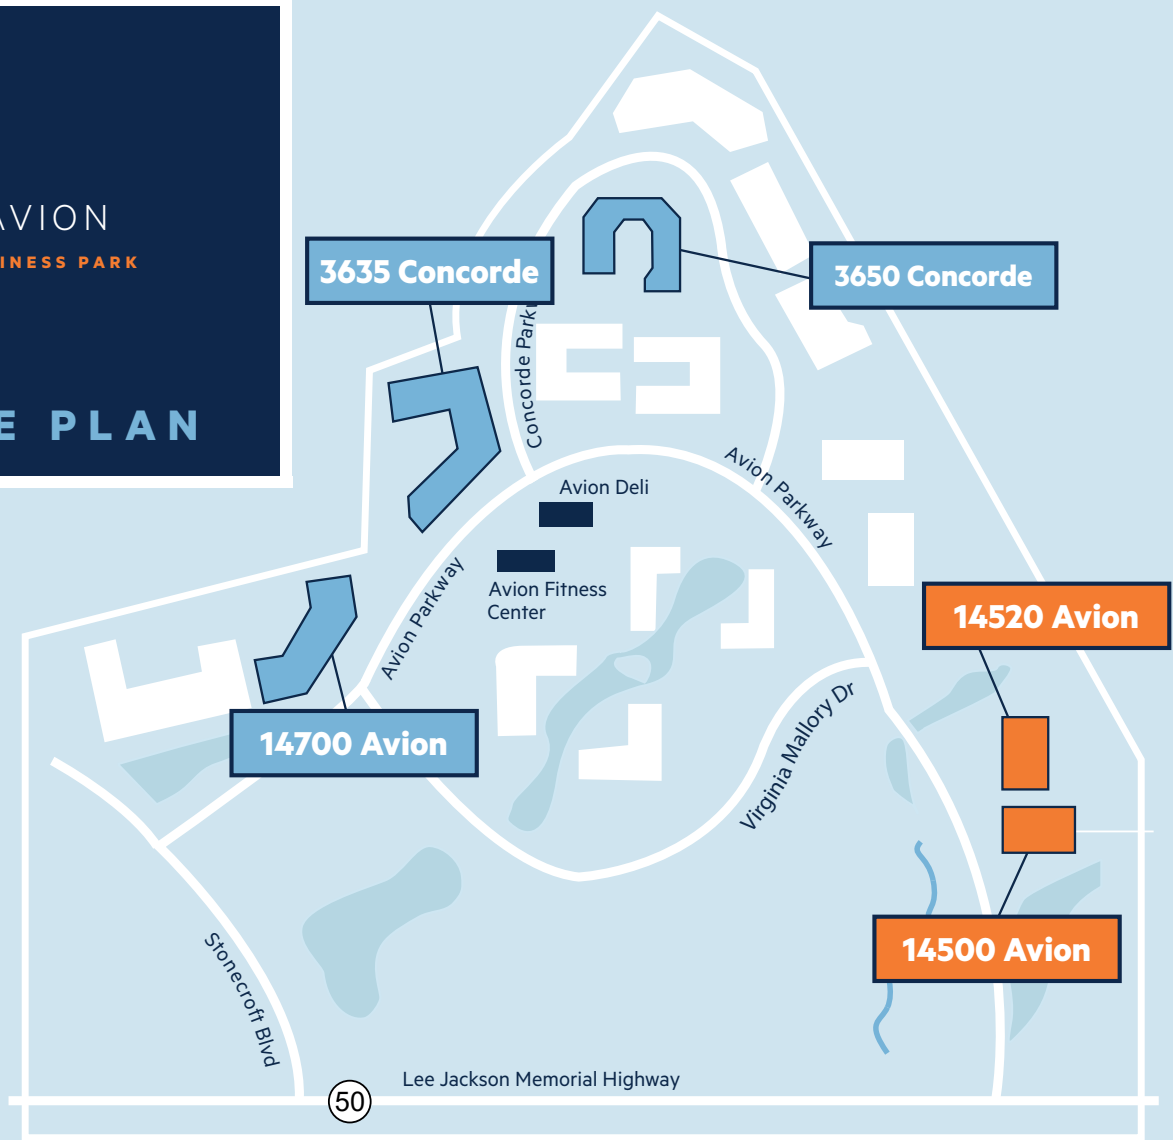 AVION
INESS PARK
E PLAN
3635 Concorde
3650 Concorde
Concorde Park
Avion Parkway
Avion Deli
Avion Fitness
Center
Avion Parkway
14520 Avion
14700 Avion
Virginia Mallory Dr
14500 Avion
Stonecroft Blvd
Lee Jackson Memorial Highway
50